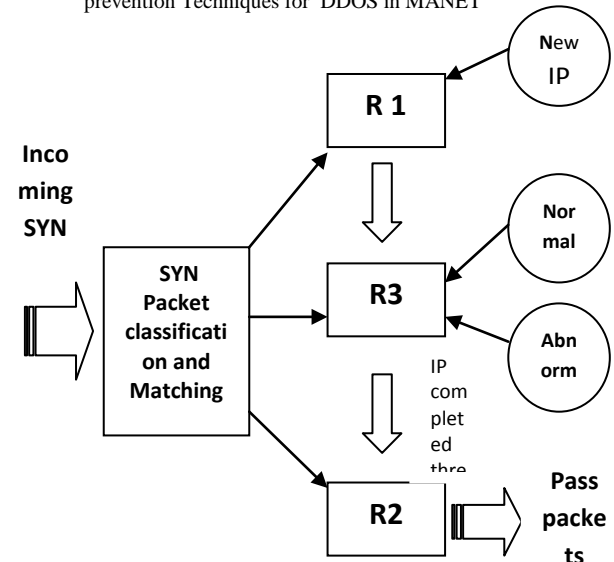 prevention Techniques for DDOS in MANET
New
IP
R 1
Inco
ming
SYN
SYN
Packet
classificati
on and
Matching
R3
Nor
mal
Abn
orm
IP
com
plet
ed
thre
R2
Pass
packe
ts